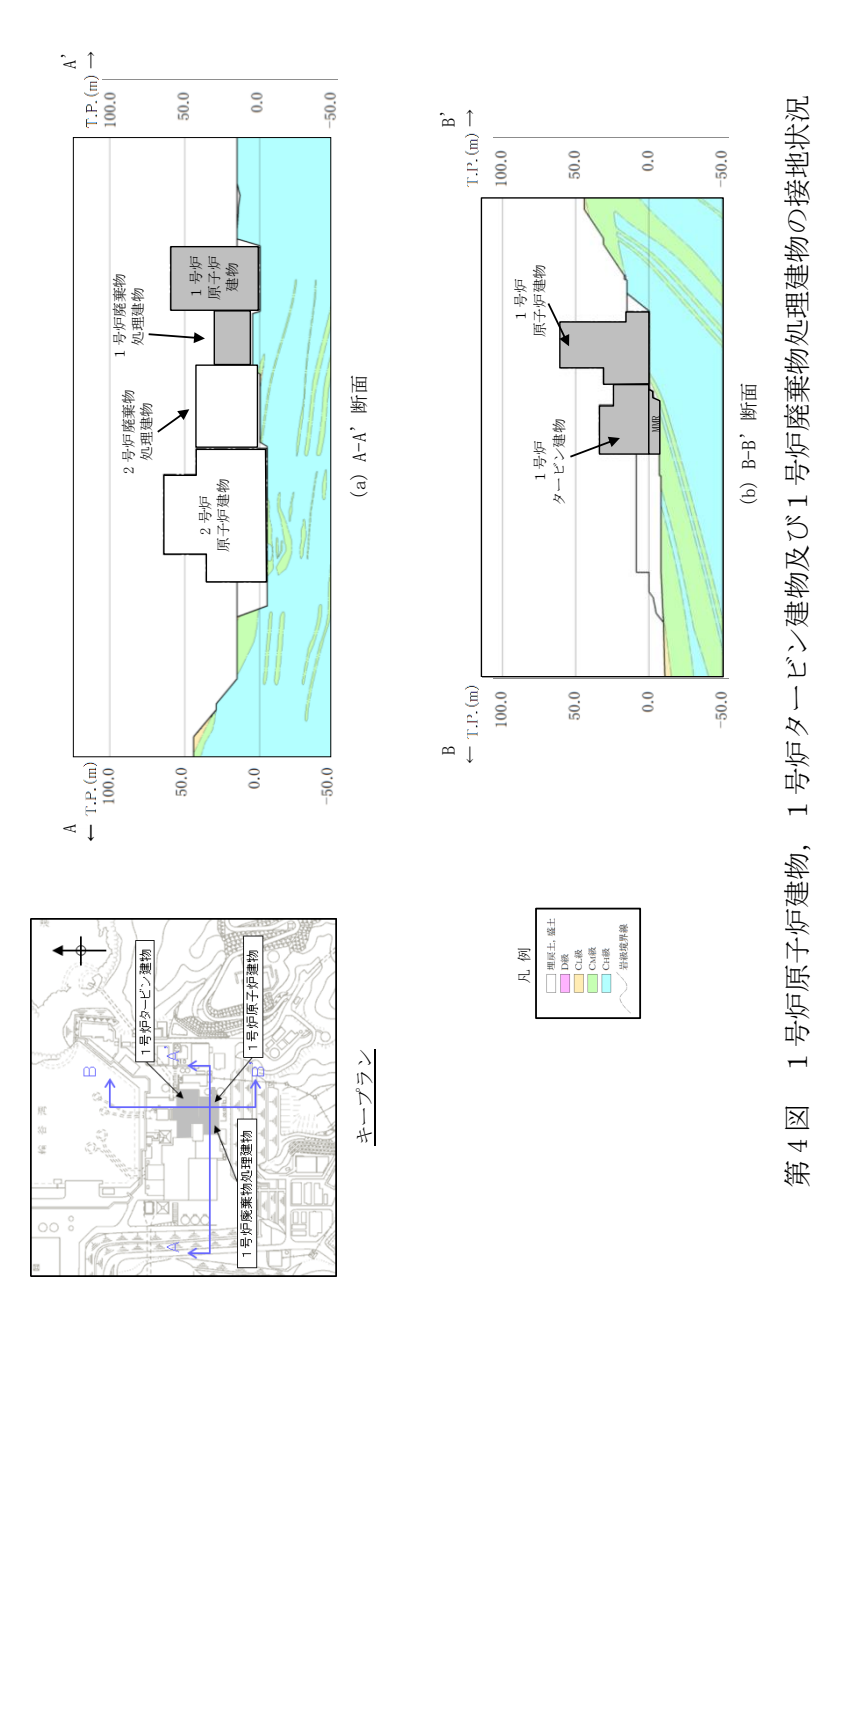 輪 谷 湾
1号炉タービン建物
1号炉原子炉建物
1号炉廃棄物処理建物
A
A'
B
B'
キープラン
A
← T.P.(m)
100.0
50.0
0.0
-50.0
2号炉
原子炉建物
2号炉廃棄物
処理建物
1号炉廃棄物
処理建物
1号炉
原子炉
建物
A'
T.P.(m) →
100.0
50.0
0.0
-50.0
(a) A-A' 断面
凡 例
埋戻土，盛土
D級
CL級
CM級
CH級
岩級境界線
B
← T.P.(m)
100.0
50.0
0.0
-50.0
1号炉
タービン建物
1号炉
原子炉建物
MMR
B'
T.P.(m) →
100.0
50.0
0.0
-50.0
(b) B-B' 断面
第4図　1号炉原子炉建物，1号炉タービン建物及び1号炉廃棄物処理建物の接地状況